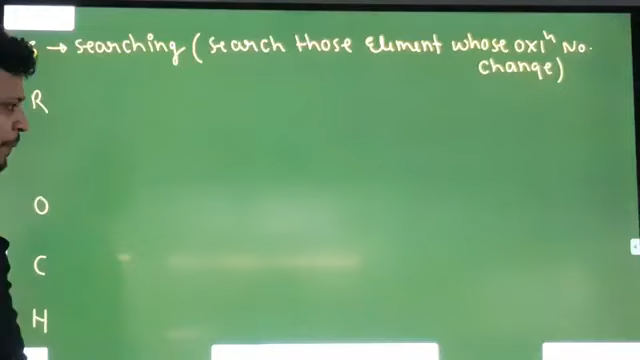 S → Searching ( Search those Element whose oxiⁿ No.
change )
R
O
C
H